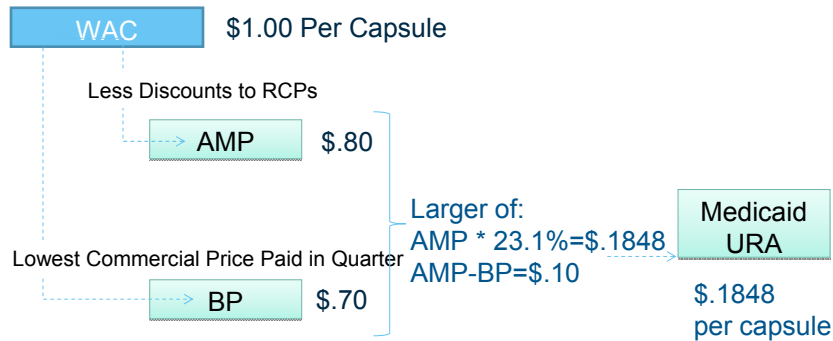 WAC
$1.00 Per Capsule
Less Discounts to RCPs
AMP
$.80
Larger of:
AMP * 23.1%=$.1848
AMP-BP=$.10
Medicaid
URA
Lowest Commercial Price Paid in Quarter
BP
$.70
$.1848
per capsule